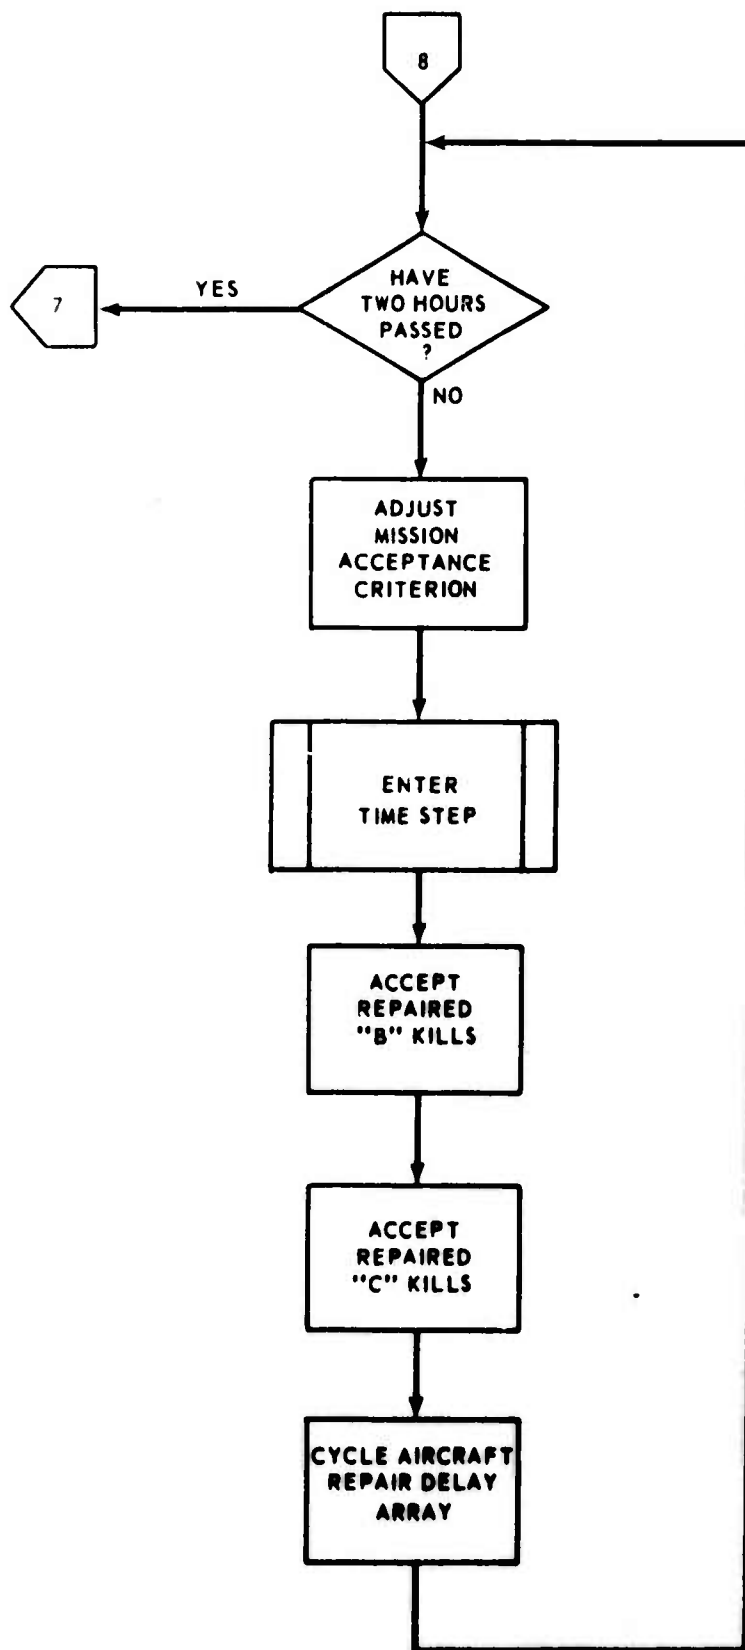 8
HAVE
TWO HOURS
PASSED
?
YES
7
NO
ADJUST
MISSION
ACCEPTANCE
CRITERION
ENTER
TIME STEP
ACCEPT
REPAIRED
"B" KILLS
ACCEPT
REPAIRED
"C" KILLS
CYCLE AIRCRAFT
REPAIR DELAY
ARRAY